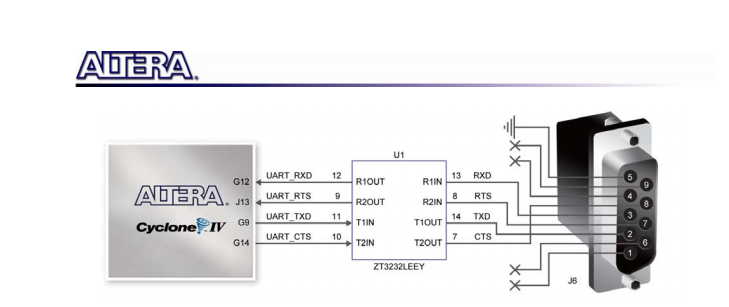 ALTERA.
U1
G12 UART_RXD 12 R1OUT R1IN 13 RXD
J13 UART_RTS 9 R2OUT R2IN 8 RTS
G9 UART_TXD 11 T1IN T1OUT 14 TXD
G14 UART_CTS 10 T2IN T2OUT 7 CTS
ALTERA.
Cyclone IV
ZT3232LEEY
5
9
4
8
3
7
2
6
1
J6